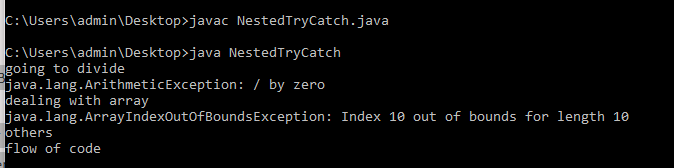 C:\Users\admin\Desktop>javac NestedTryCatch.java
C:\Users\admin\Desktop>java NestedTryCatch
going to divide
java.lang.ArithmeticException: / by zero
dealing with array
java.lang.ArrayIndexOutOfBoundsException: Index 10 out of bounds for length 10
others
flow of code